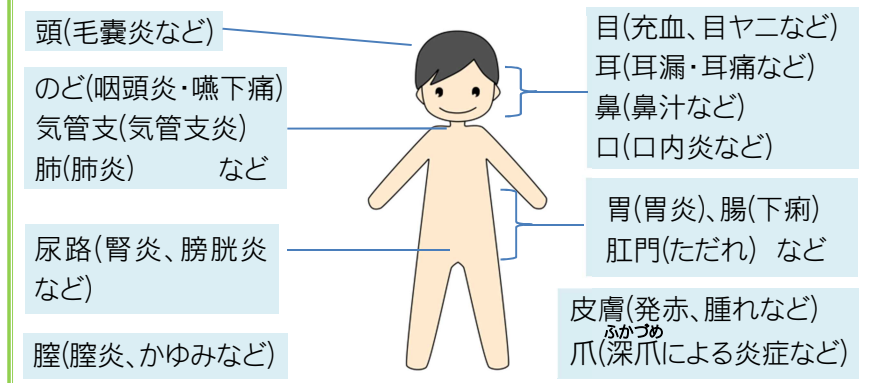 頭(毛嚢炎など)
のど(咽頭炎・嚥下痛)
気管支(気管支炎)
肺(肺炎)　　など
尿路(腎炎、膀胱炎
など)
膣(膣炎、かゆみなど)
目(充血、目ヤニなど)
耳(耳漏・耳痛など)
鼻(鼻汁など)
口(口内炎など)
胃(胃炎)、腸(下痢)
肛門(ただれ)　など
皮膚(発赤、腫れなど)
ふかづめ
爪(深爪による炎症など)